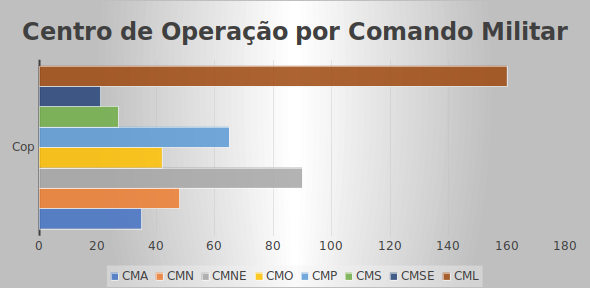 Centro de Operação por Comando Militar
Cop
0 20 40 60 80 100 120 140 160 180
CMA CMN CMNE CMO CMP CMS CMSE CML